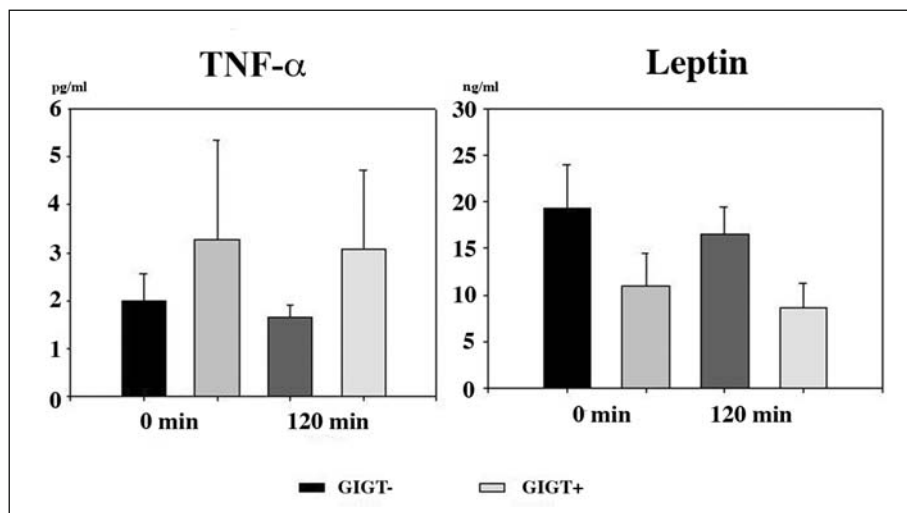 TNF-α
pg/ml
6
5
4
3
2
1
0
0 min
120 min
Leptin
ng/ml
30
25
20
15
10
5
0
0 min
120 min
GIGT-
GIGT+